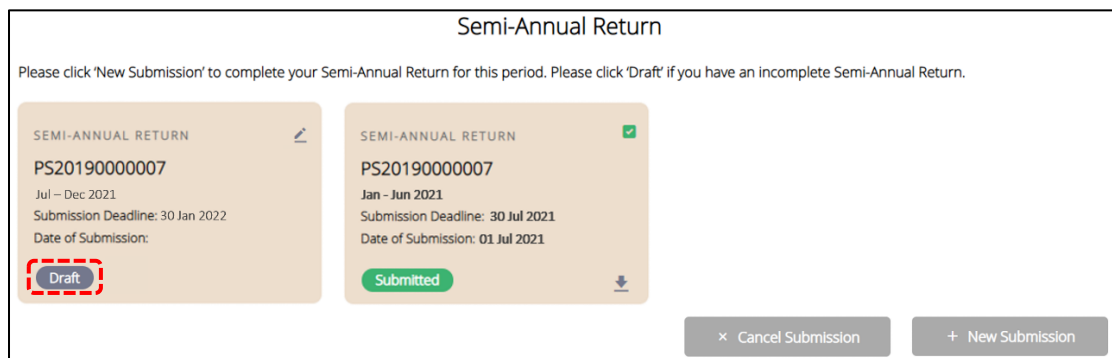 Semi-Annual Return
Please click ‘New Submission’ to complete your Semi-Annual Return for this period. Please click ‘Draft’ if you have an incomplete Semi-Annual Return.
SEMI-ANNUAL RETURN
PS20190000007
Jul – Dec 2021
Submission Deadline: 30 Jan 2022
Date of Submission:
Draft
SEMI-ANNUAL RETURN
PS20190000007
Jan - Jun 2021
Submission Deadline: 30 Jul 2021
Date of Submission: 01 Jul 2021
Submitted
× Cancel Submission
+ New Submission